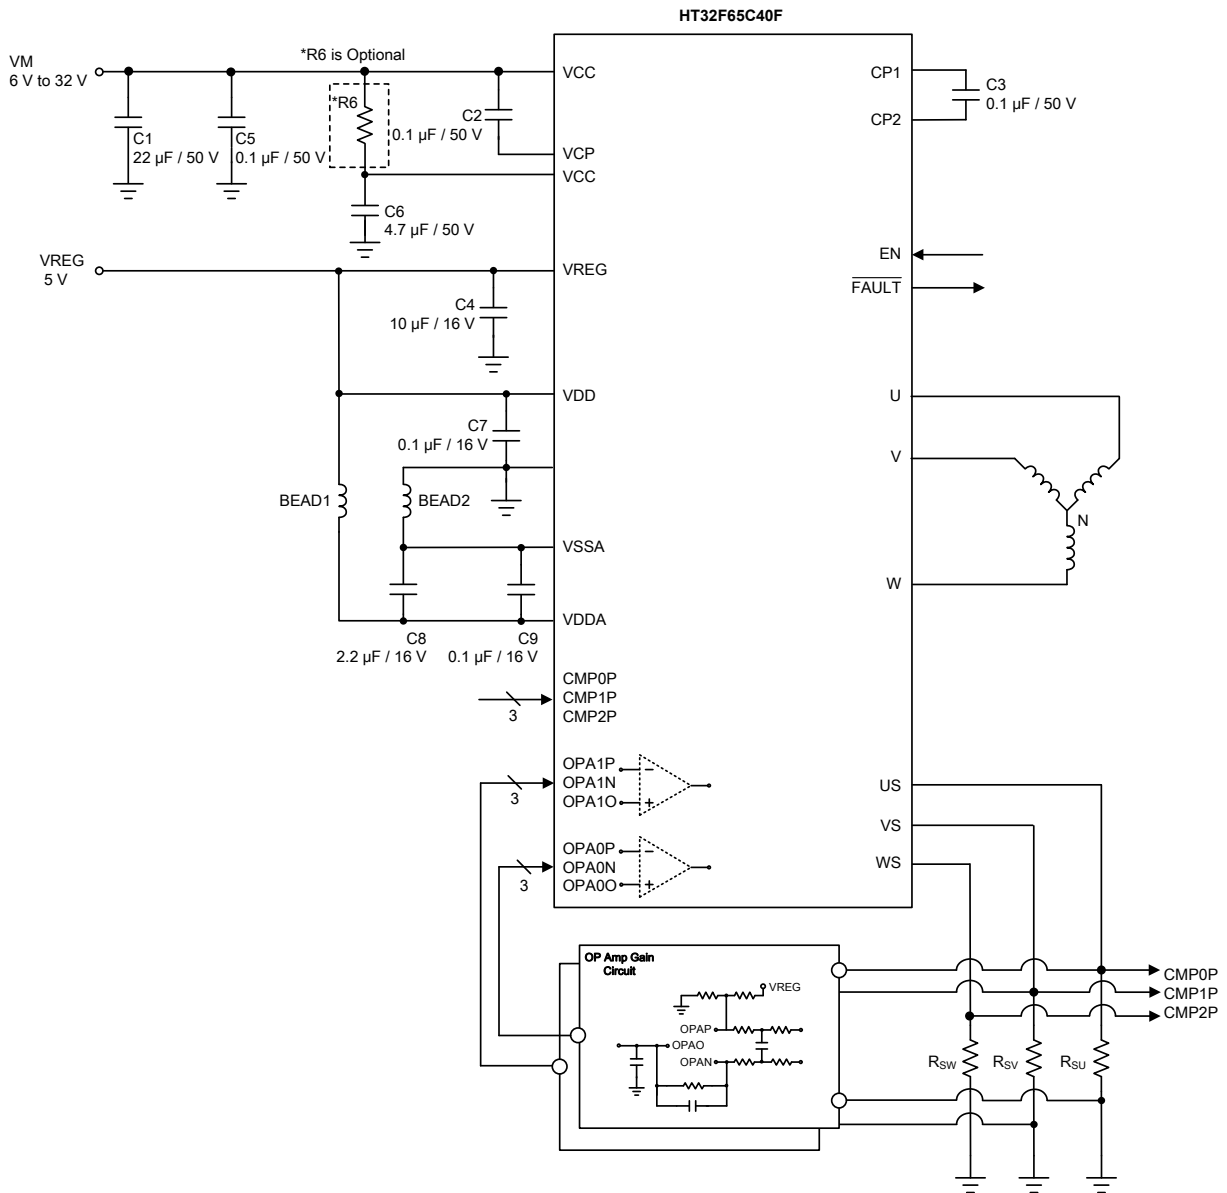 HT32F65C40F
*R6 is Optional
VM
6 V to 32 V
VCC
CP1
C3
0.1 µF / 50 V
*R6
C2
0.1 µF / 50 V
CP2
C1
22 µF / 50 V
C5
0.1 µF / 50 V
VCP
VCC
C6
4.7 µF / 50 V
EN
VREG
5 V
VREG
FAULT
C4
10 µF / 16 V
VDD
U
C7
0.1 µF / 16 V
V
BEAD1
BEAD2
N
VSSA
W
VDDA
C8
2.2 µF / 16 V
C9
0.1 µF / 16 V
CMP0P
CMP1P
CMP2P
3
OPA1P
OPA1N
OPA1O
−
+
3
US
VS
OPA0P
OPA0N
OPA0O
−
+
3
WS
OP Amp Gain
Circuit
VREG
OPAP
OPAO
OPAN
CMP0P
CMP1P
CMP2P
RSW
RSV
RSU